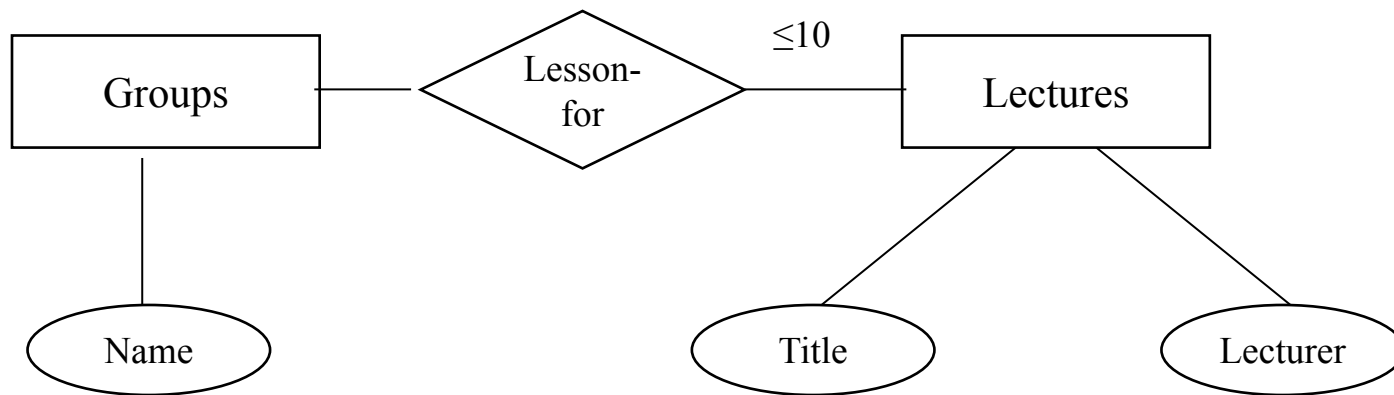 ≤10
Groups
Lesson-
for
Lectures
Name
Title
Lecturer